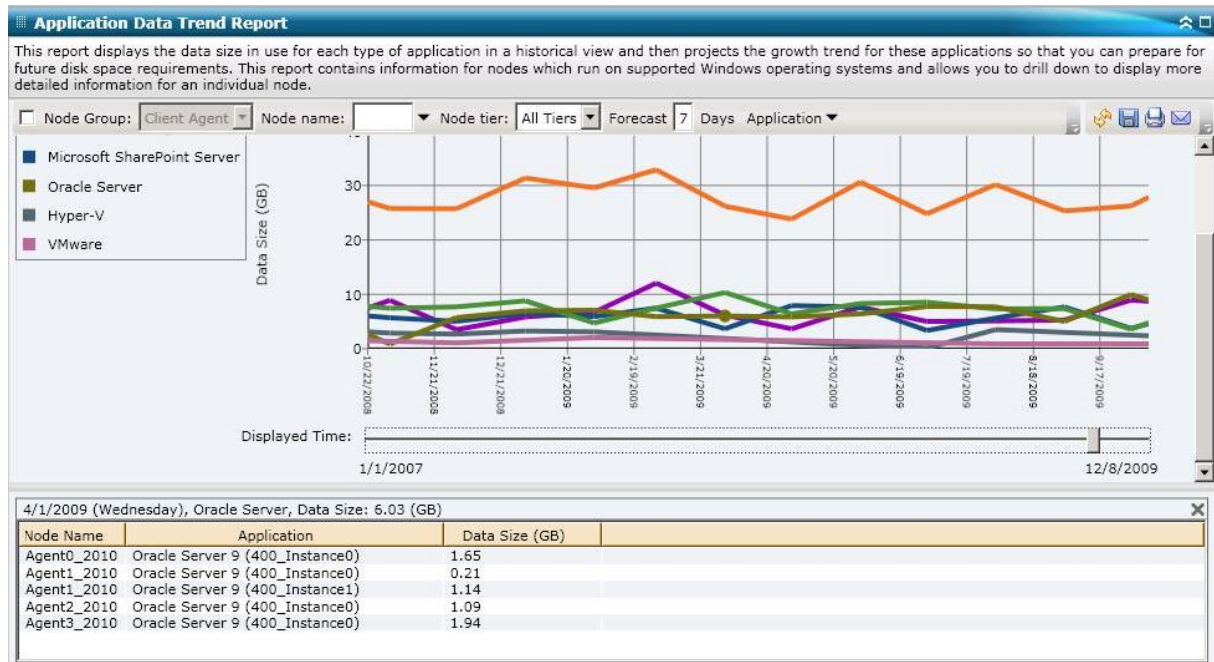 Application Data Trend Report
This report displays the data size in use for each type of application in a historical view and then projects the growth trend for these applications so that you can prepare for
future disk space requirements. This report contains information for nodes which run on supported Windows operating systems and allows you to drill down to display more
detailed information for an individual node.
Node Group: Client Agent Node name: Node tier: All Tiers Forecast 7 Days Application
Microsoft SharePoint Server
Oracle Server
Hyper-V
VMware
Data Size (GB)
30
20
10
0
10/22/2008
11/21/2008
12/21/2008
1/20/2009
2/19/2009
3/21/2009
4/20/2009
5/20/2009
6/19/2009
7/19/2009
8/18/2009
9/17/2009
Displayed Time:
1/1/2007 12/8/2009
4/1/2009 (Wednesday), Oracle Server, Data Size: 6.03 (GB)
Node Name Application Data Size (GB)
Agent0_2010 Oracle Server 9 (400_Instance0) 1.65
Agent1_2010 Oracle Server 9 (400_Instance0) 0.21
Agent1_2010 Oracle Server 9 (400_Instance1) 1.14
Agent2_2010 Oracle Server 9 (400_Instance0) 1.09
Agent3_2010 Oracle Server 9 (400_Instance0) 1.94